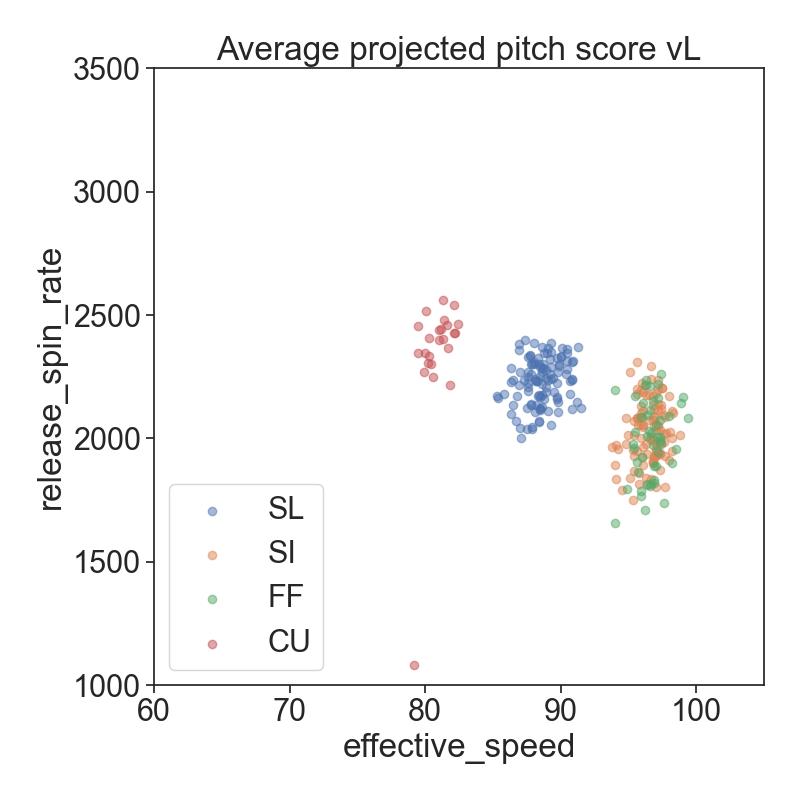 Average projected pitch score vL
3500
3000
2500
2000
1500
1000
release_spin_rate
SL
SI
FF
CU
60
70
80
90
100
effective_speed